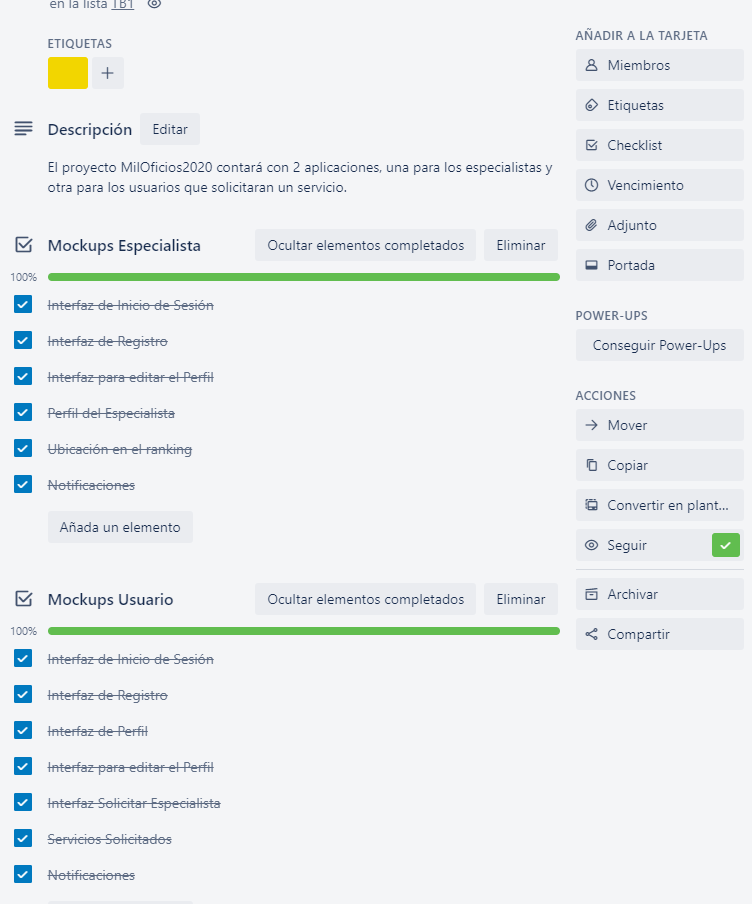 en la lista TB1
ETIQUETAS
Descripción
Editar
El proyecto MilOficios2020 contará con 2 aplicaciones, una para los especialistas y
otra para los usuarios que solicitaran un servicio.
Mockups Especialista
Ocultar elementos completados
Eliminar
100%
Interfaz de Inicio de Sesión
Interfaz de Registro
Interfaz para editar el Perfil
Perfil del Especialista
Ubicación en el ranking
Notificaciones
Añada un elemento
Mockups Usuario
Ocultar elementos completados
Eliminar
100%
Interfaz de Inicio de Sesión
Interfaz de Registro
Interfaz de Perfil
Interfaz para editar el Perfil
Interfaz Solicitar Especialista
Servicios Solicitados
Notificaciones
AÑADIR A LA TARJETA
Miembros
Etiquetas
Checklist
Vencimiento
Adjunto
Portada
POWER-UPS
Conseguir Power-Ups
ACCIONES
Mover
Copiar
Convertir en plant...
Seguir
Archivar
Compartir